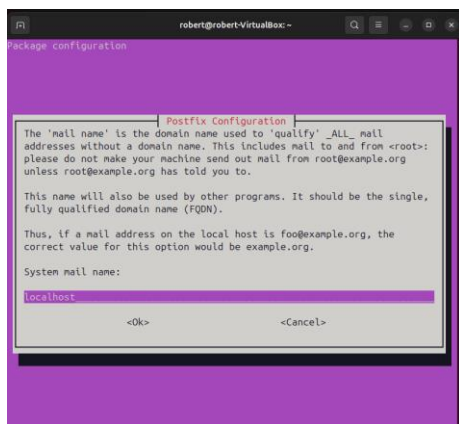 robert@robert-VirtualBox: ~
Package configuration
Postfix Configuration
The 'mail name' is the domain name used to 'qualify' _ALL_ mail
addresses without a domain name. This includes mail to and from <root>:
please do not make your machine send out mail from root@example.org
unless root@example.org has told you to.
This name will also be used by other programs. It should be the single,
fully qualified domain name (FQDN).
Thus, if a mail address on the local host is foo@example.org, the
correct value for this option would be example.org.
System mail name:
localhost
<Ok> <Cancel>